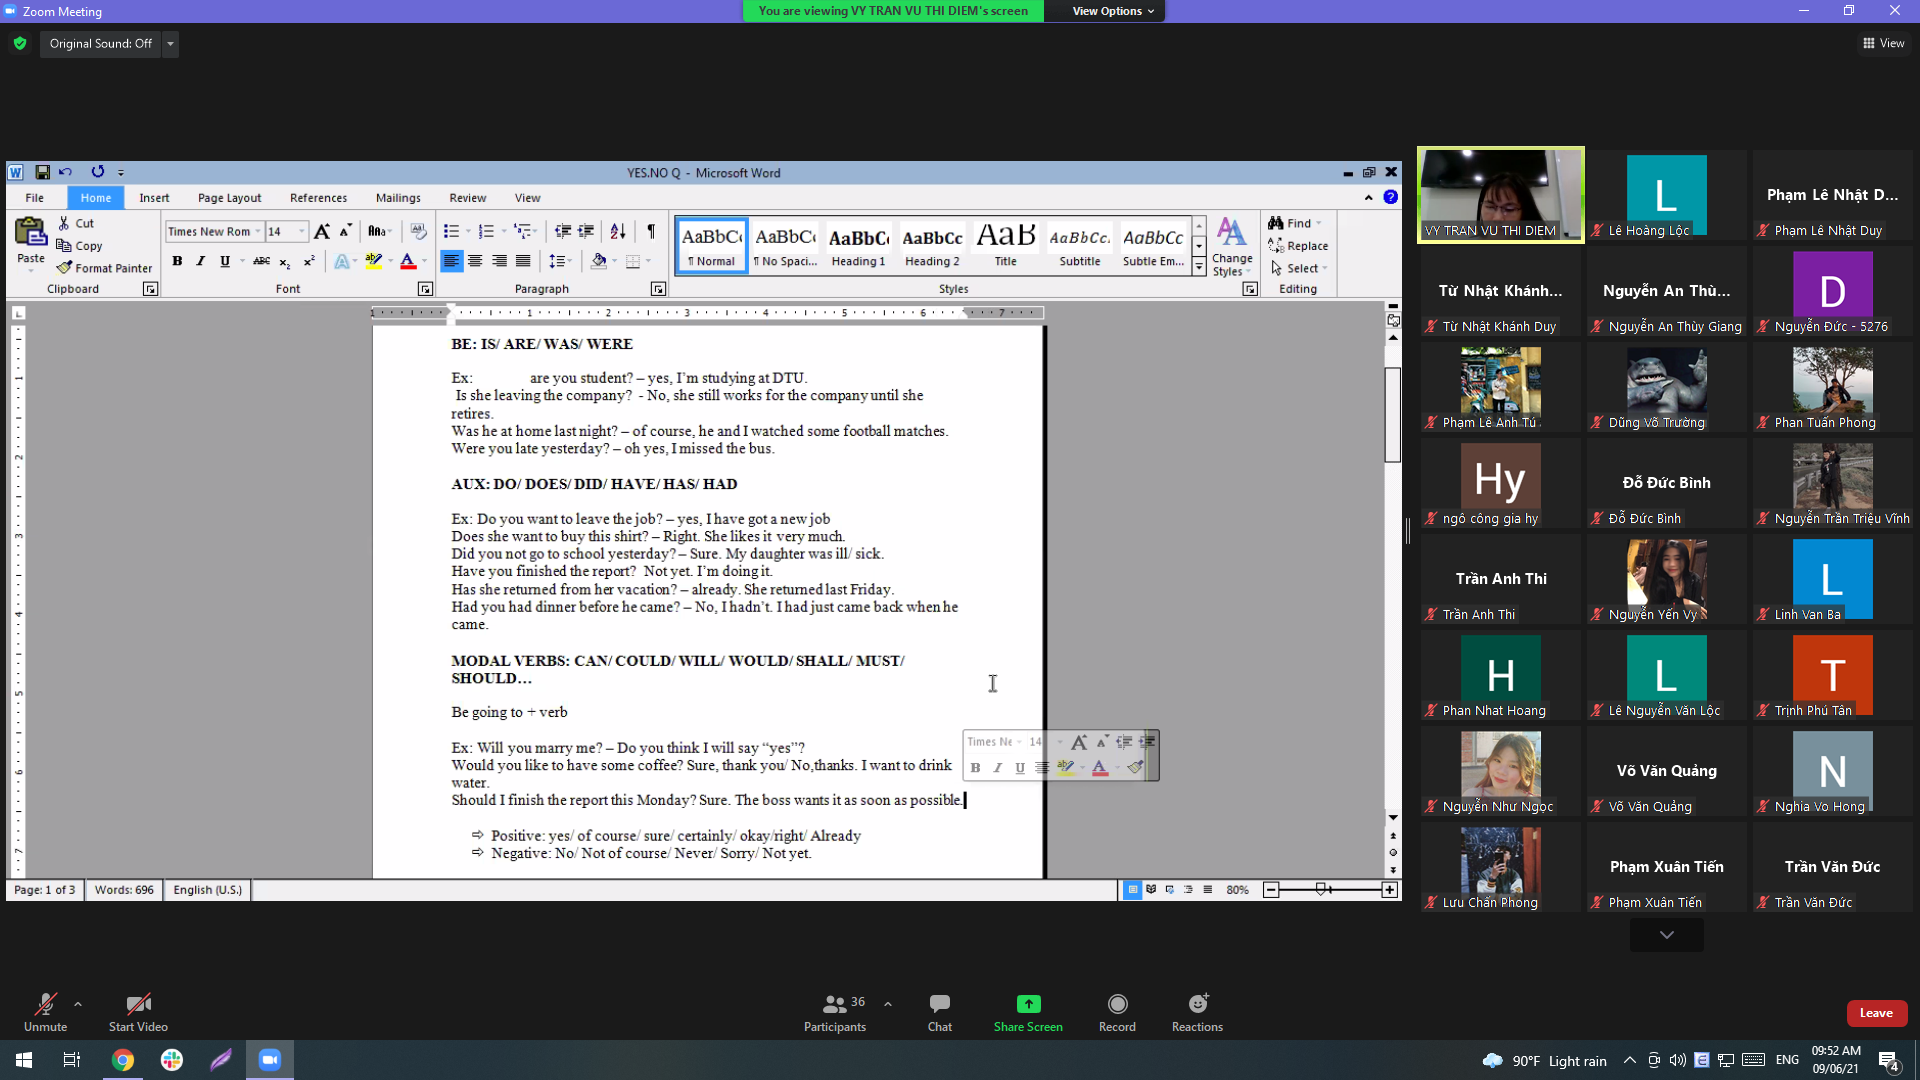 Zoom Meeting
You are viewing VY TRAN VU THI DIEM's screen
View Options
Original Sound: Off
View
YES.NO Q - Microsoft Word
File Home Insert Page Layout References Mailings Review View
Paste
Cut
Copy
Format Painter
Clipboard
Times New Rom 14
Font
Paragraph
AaBbCc AaBbCc AaBbC AaBbCc AaB AaBbCc. AaBbCc
¶ Normal ¶ No Spaci... Heading 1 Heading 2 Title Subtitle Subtle Em...
Styles
Change Styles
Find
Replace
Select
Editing
BE: IS/ ARE/ WAS/ WERE
Ex: are you student? – yes, I'm studying at DTU.
Is she leaving the company? - No, she still works for the company until she
retires.
Was he at home last night? – of course, he and I watched some football matches.
Were you late yesterday? – oh yes, I missed the bus.
AUX: DO/ DOES/ DID/ HAVE/ HAS/ HAD
Ex: Do you want to leave the job? – yes, I have got a new job
Does she want to buy this shirt? – Right. She likes it very much.
Did you not go to school yesterday? – Sure. My daughter was ill/ sick.
Have you finished the report? Not yet. I'm doing it.
Has she returned from her vacation? – already. She returned last Friday.
Had you had dinner before he came? – No, I hadn't. I had just came back when he
came.
MODAL VERBS: CAN/ COULD/ WILL/ WOULD/ SHALL/ MUST/
SHOULD…
Be going to + verb
Ex: Will you marry me? – Do you think I will say “yes”?
Would you like to have some coffee? Sure, thank you/ No,thanks. I want to drink
water.
Should I finish the report this Monday? Sure. The boss wants it as soon as possible.
⇨ Positive: yes/ of course/ sure/ certainly/ okay/right/ Already
⇨ Negative: No/ Not of course/ Never/ Sorry/ Not yet.
Times Ne 14
Page: 1 of 3 Words: 696 English (U.S.) 80%
VY TRAN VU THI DIEM
L
Lê Hoàng Lộc
Phạm Lê Nhật D...
Phạm Lê Nhật Duy
Từ Nhật Khánh...
Từ Nhật Khánh Duy
Nguyễn An Thù...
Nguyễn An Thùy Giang
D
Nguyễn Đức - 5276
Phạm Lê Anh Tú
Dũng Võ Trường
Phan Tuấn Phong
Hy
ngô công gia hy
Đỗ Đức Bình
Đỗ Đức Bình
Nguyễn Trần Triệu Vĩnh
Trần Anh Thi
Trần Anh Thi
Nguyễn Yến Vy
L
Linh Van Ba
H
Phan Nhat Hoang
L
Lê Nguyễn Văn Lộc
T
Trịnh Phú Tân
Nguyễn Như Ngọc
Võ Văn Quảng
Võ Văn Quảng
N
Nghia Vo Hong
Lưu Chấn Phong
Phạm Xuân Tiến
Phạm Xuân Tiến
Trần Văn Đức
Trần Văn Đức
Unmute
Start Video
Participants 36
Chat
Share Screen
Record
Reactions
Leave
90°F Light rain
ENG
09:52 AM
09/06/21
4